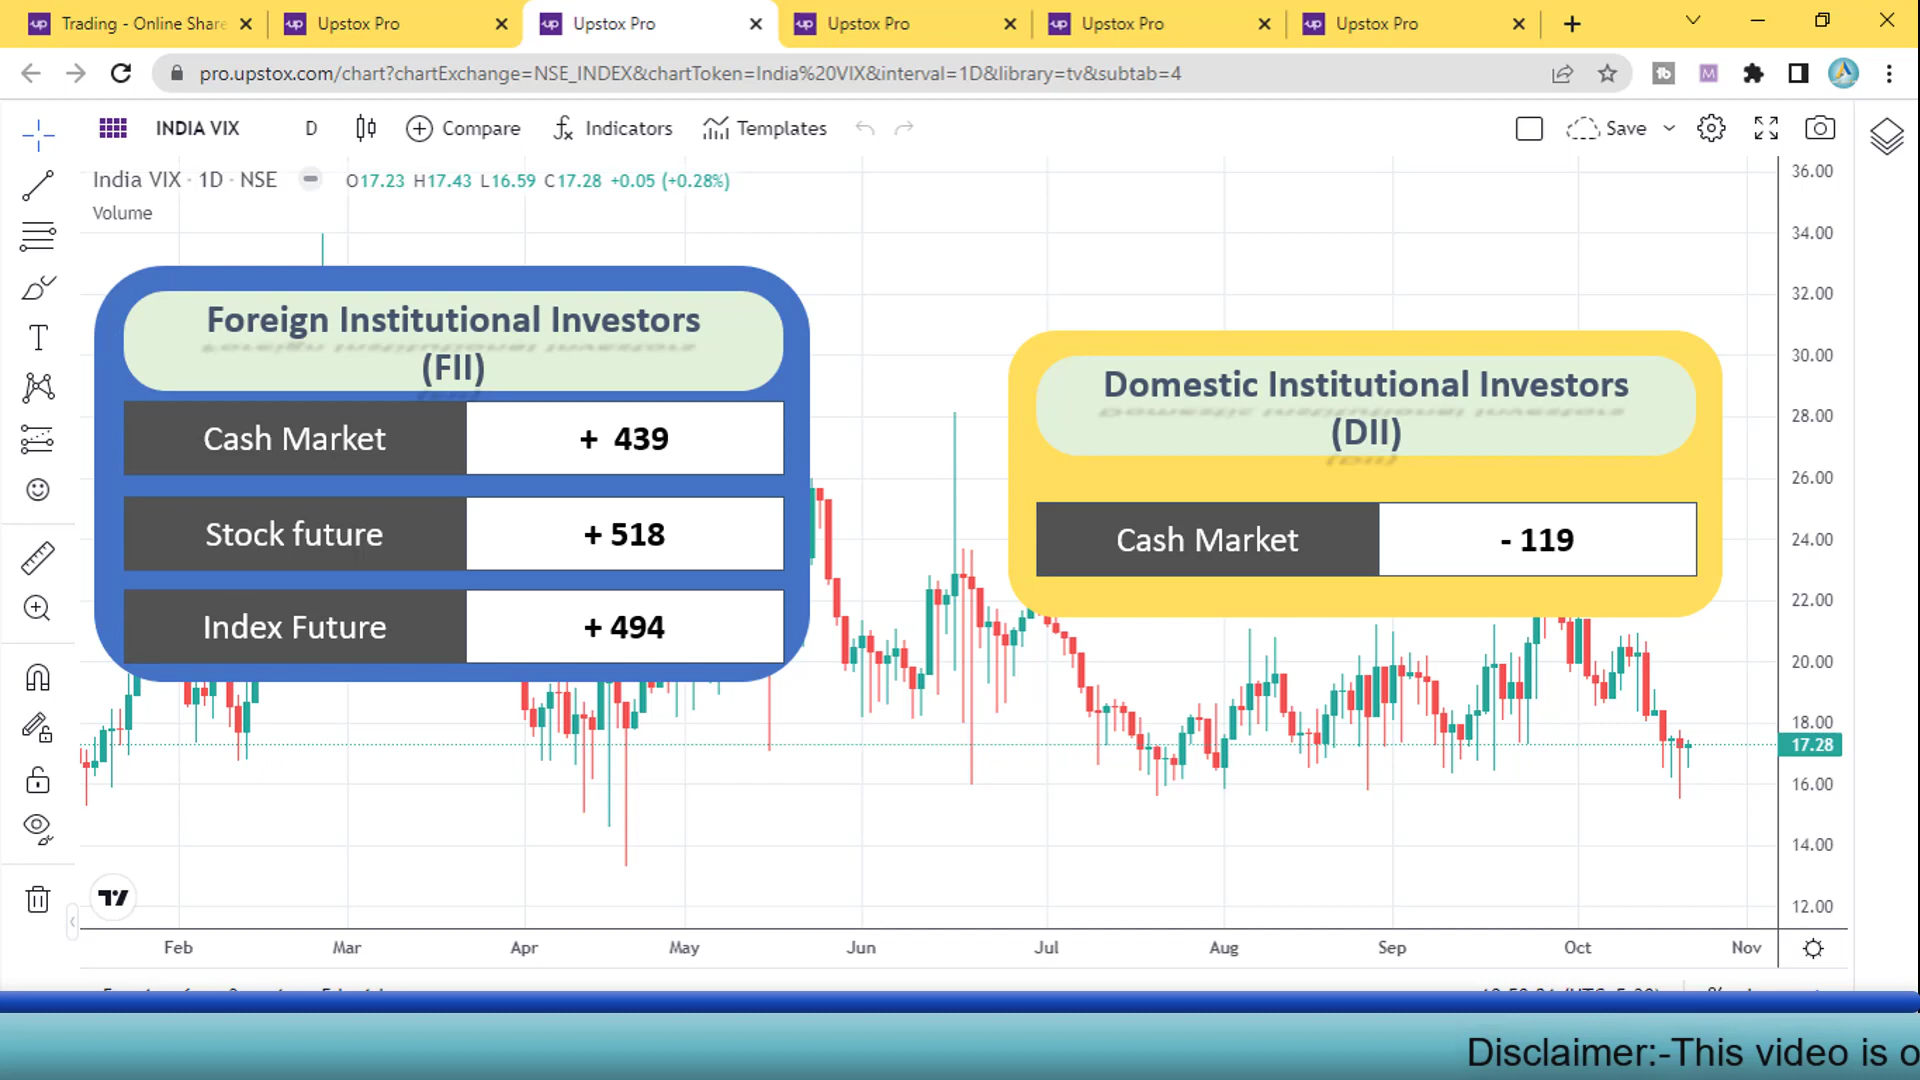 Trading - Online Share
Upstox Pro
Upstox Pro
Upstox Pro
Upstox Pro
Upstox Pro
pro.upstox.com/chart?chartExchange=NSE_INDEX&chartToken=India%20VIX&interval=1D&library=tv&subtab=4
INDIA VIX D Compare Indicators Templates Save
India VIX · 1D · NSE O17.23 H17.43 L16.59 C17.28 +0.05 (+0.28%)
Volume
Foreign Institutional Investors
(FII)
Cash Market + 439
Stock future + 518
Index Future + 494
Domestic Institutional Investors
(DII)
Cash Market - 119
36.00
34.00
32.00
30.00
28.00
26.00
24.00
22.00
20.00
18.00
17.28
16.00
14.00
12.00
Feb Mar Apr May Jun Jul Aug Sep Oct Nov
Disclaimer:-This video is o